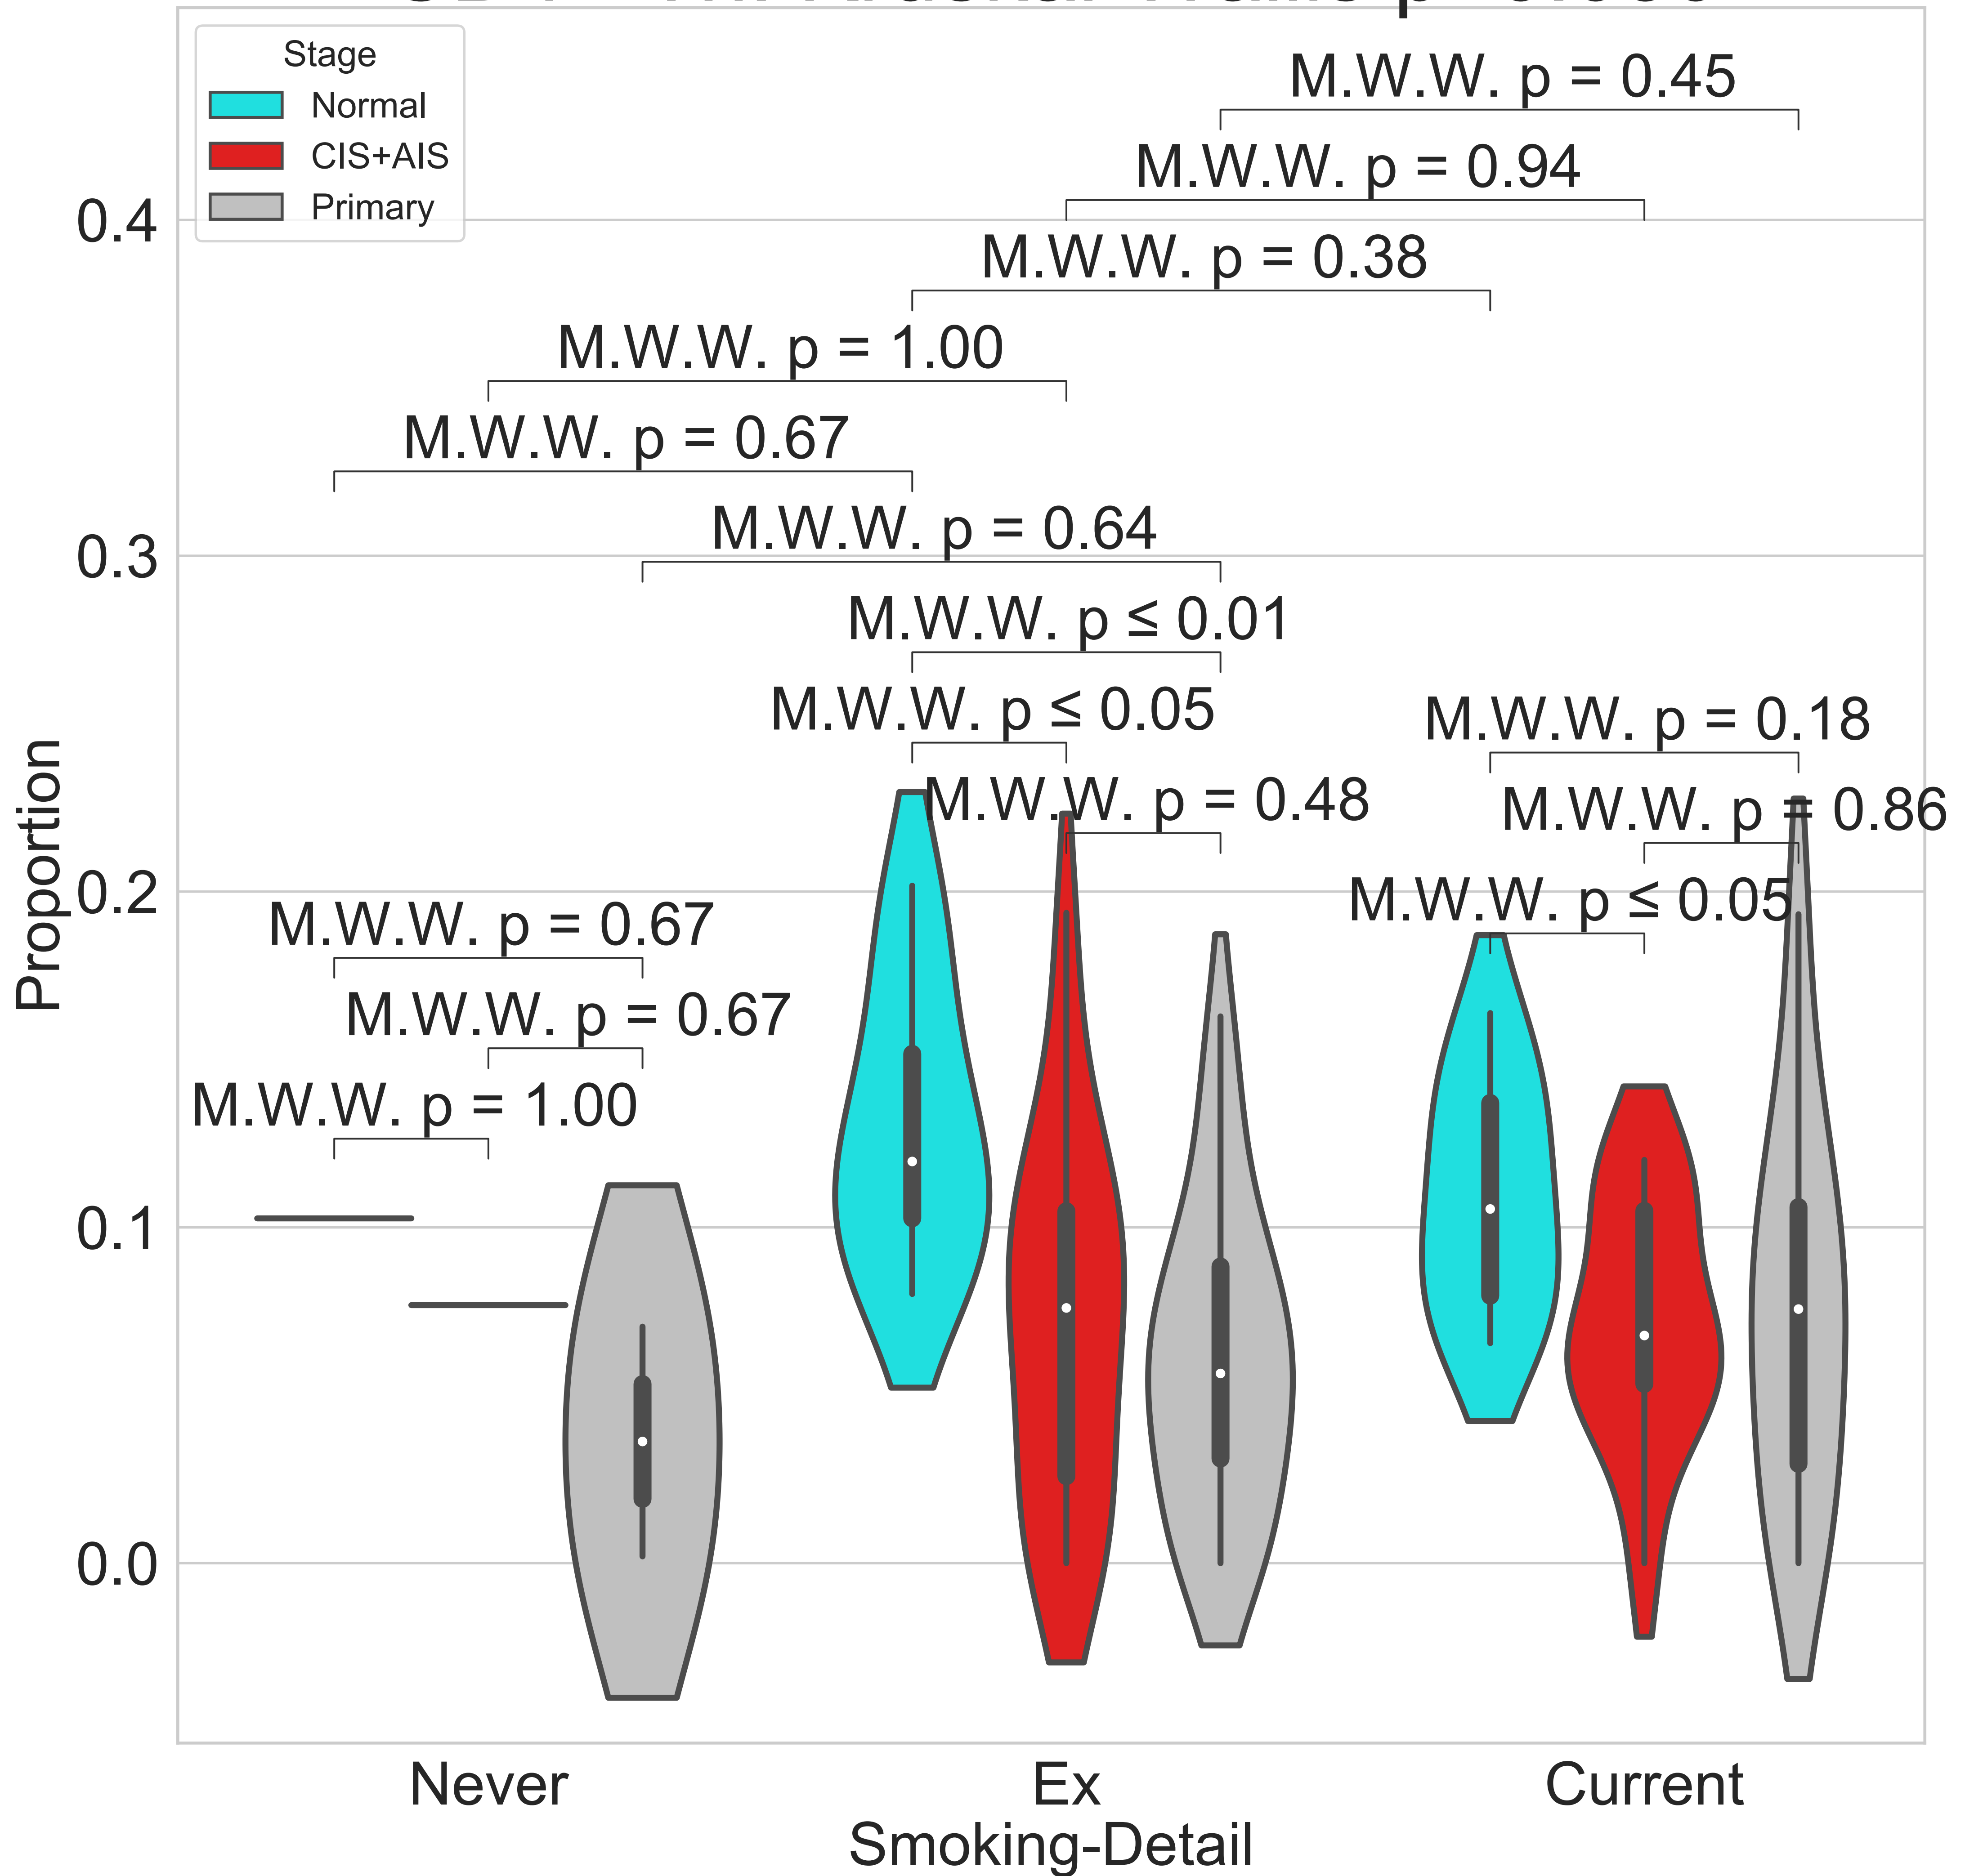 Stage
Normal
CIS+AIS
Primary
M.W.W. p = 0.45
M.W.W. p = 0.94
0.4
M.W.W. p = 0.38
M.W.W. p = 1.00
M.W.W. p = 0.67
0.3
M.W.W. p = 0.64
M.W.W. p ≤ 0.01
M.W.W. p ≤ 0.05
M.W.W. p = 0.18
M.W.W. p = 0.48
M.W.W. p = 0.86
Proportion
0.2
M.W.W. p ≤ 0.05
M.W.W. p = 0.67
M.W.W. p = 0.67
M.W.W. p = 1.00
0.1
0.0
Never
Ex
Current
Smoking-Detail